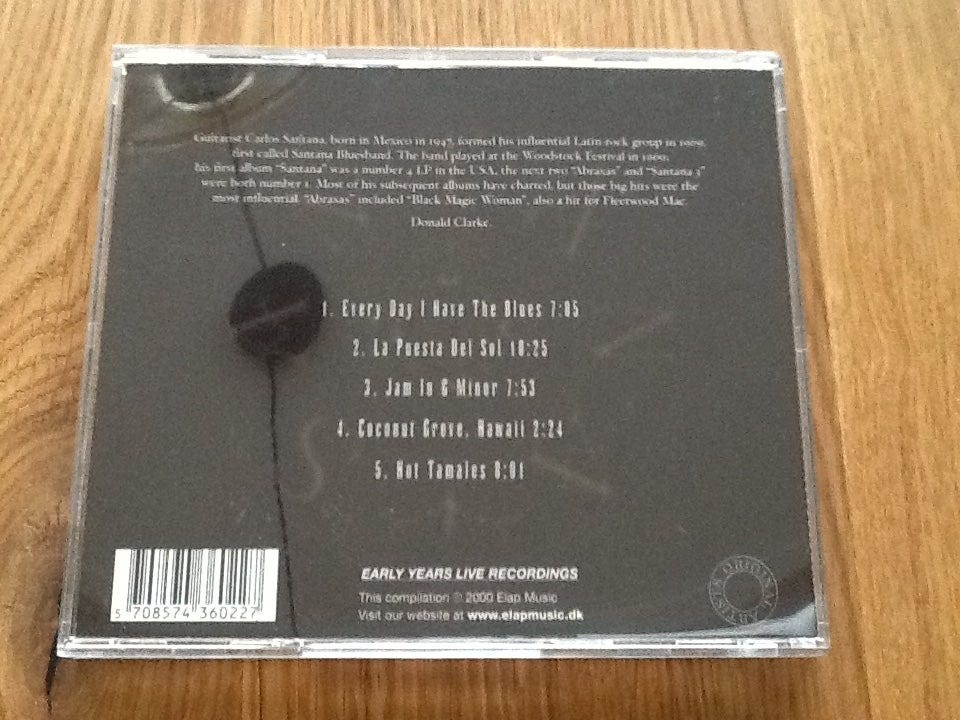 Guitarist Carlos Santana, born in Mexico in 1947, formed his influential Latin-rock group in 1969,
first called Santana Bluesband. The band played at the Woodstock Festival in 1969;
his first album "Santana" was a number 4 LP in the USA, the next two "Abraxas" and "Santana 3"
were both number 1. Most of his subsequent albums have charted, but those big hits were the
most influential. "Abraxas" included "Black Magic Woman", also a hit for Fleetwood Mac.
Donald Clarke.
1. Every Day I Have The Blues 7:05
2. La Puesta Del Sol 18:25
3. Jam In G Minor 7:53
4. Coconut Grove, Hawaii 2:24
5. Hot Tamales
EARLY YEARS LIVE RECORDINGS
This compilation © 2000 Elap Music
Visit our website at www.elapmusic.dk
5 708574 360227
ORIGINAL ARTISTS